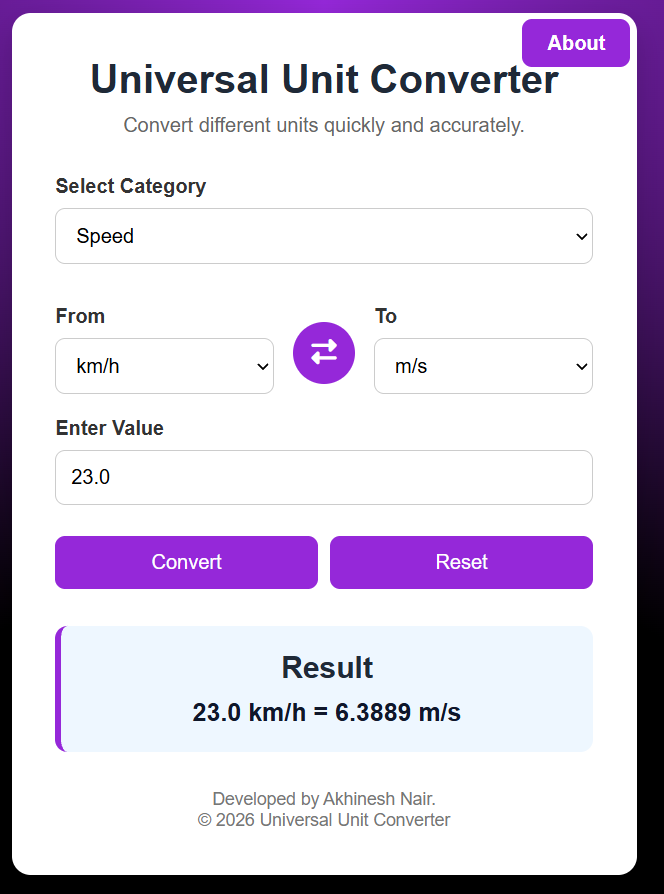 About
Universal Unit Converter
Convert different units quickly and accurately.
Select Category
Speed
From
To
km/h
m/s
Enter Value
23.0
Convert
Reset
Result
23.0 km/h = 6.3889 m/s
Developed by Akhinesh Nair.
© 2026 Universal Unit Converter